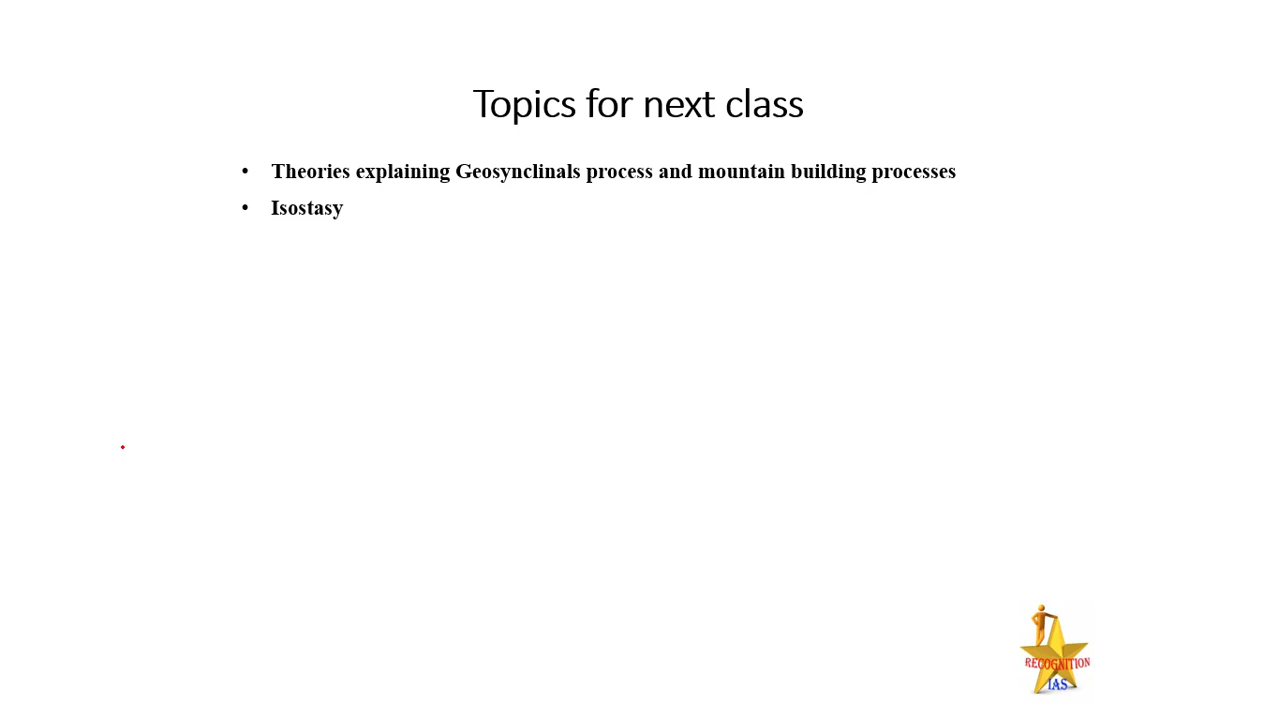 Topics for next class
• Theories explaining Geosynclinals process and mountain building processes
• Isostasy
RECOGNITION
IAS